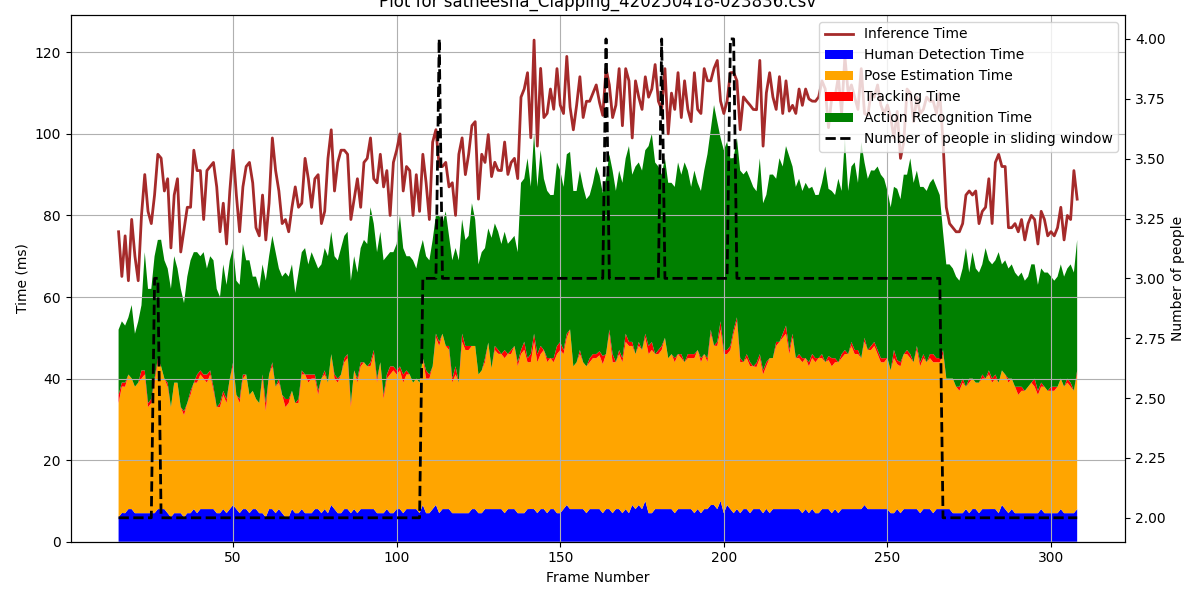 Plot for satheesha_Clapping_420250418-023836.csv
Inference Time
Human Detection Time
Pose Estimation Time
Tracking Time
Action Recognition Time
Number of people in sliding window
Time (ms)
0
20
40
60
80
100
120
50
100
150
200
250
300
Frame Number
4.00
3.75
3.50
3.25
3.00
2.75
2.50
2.25
2.00
Number of people